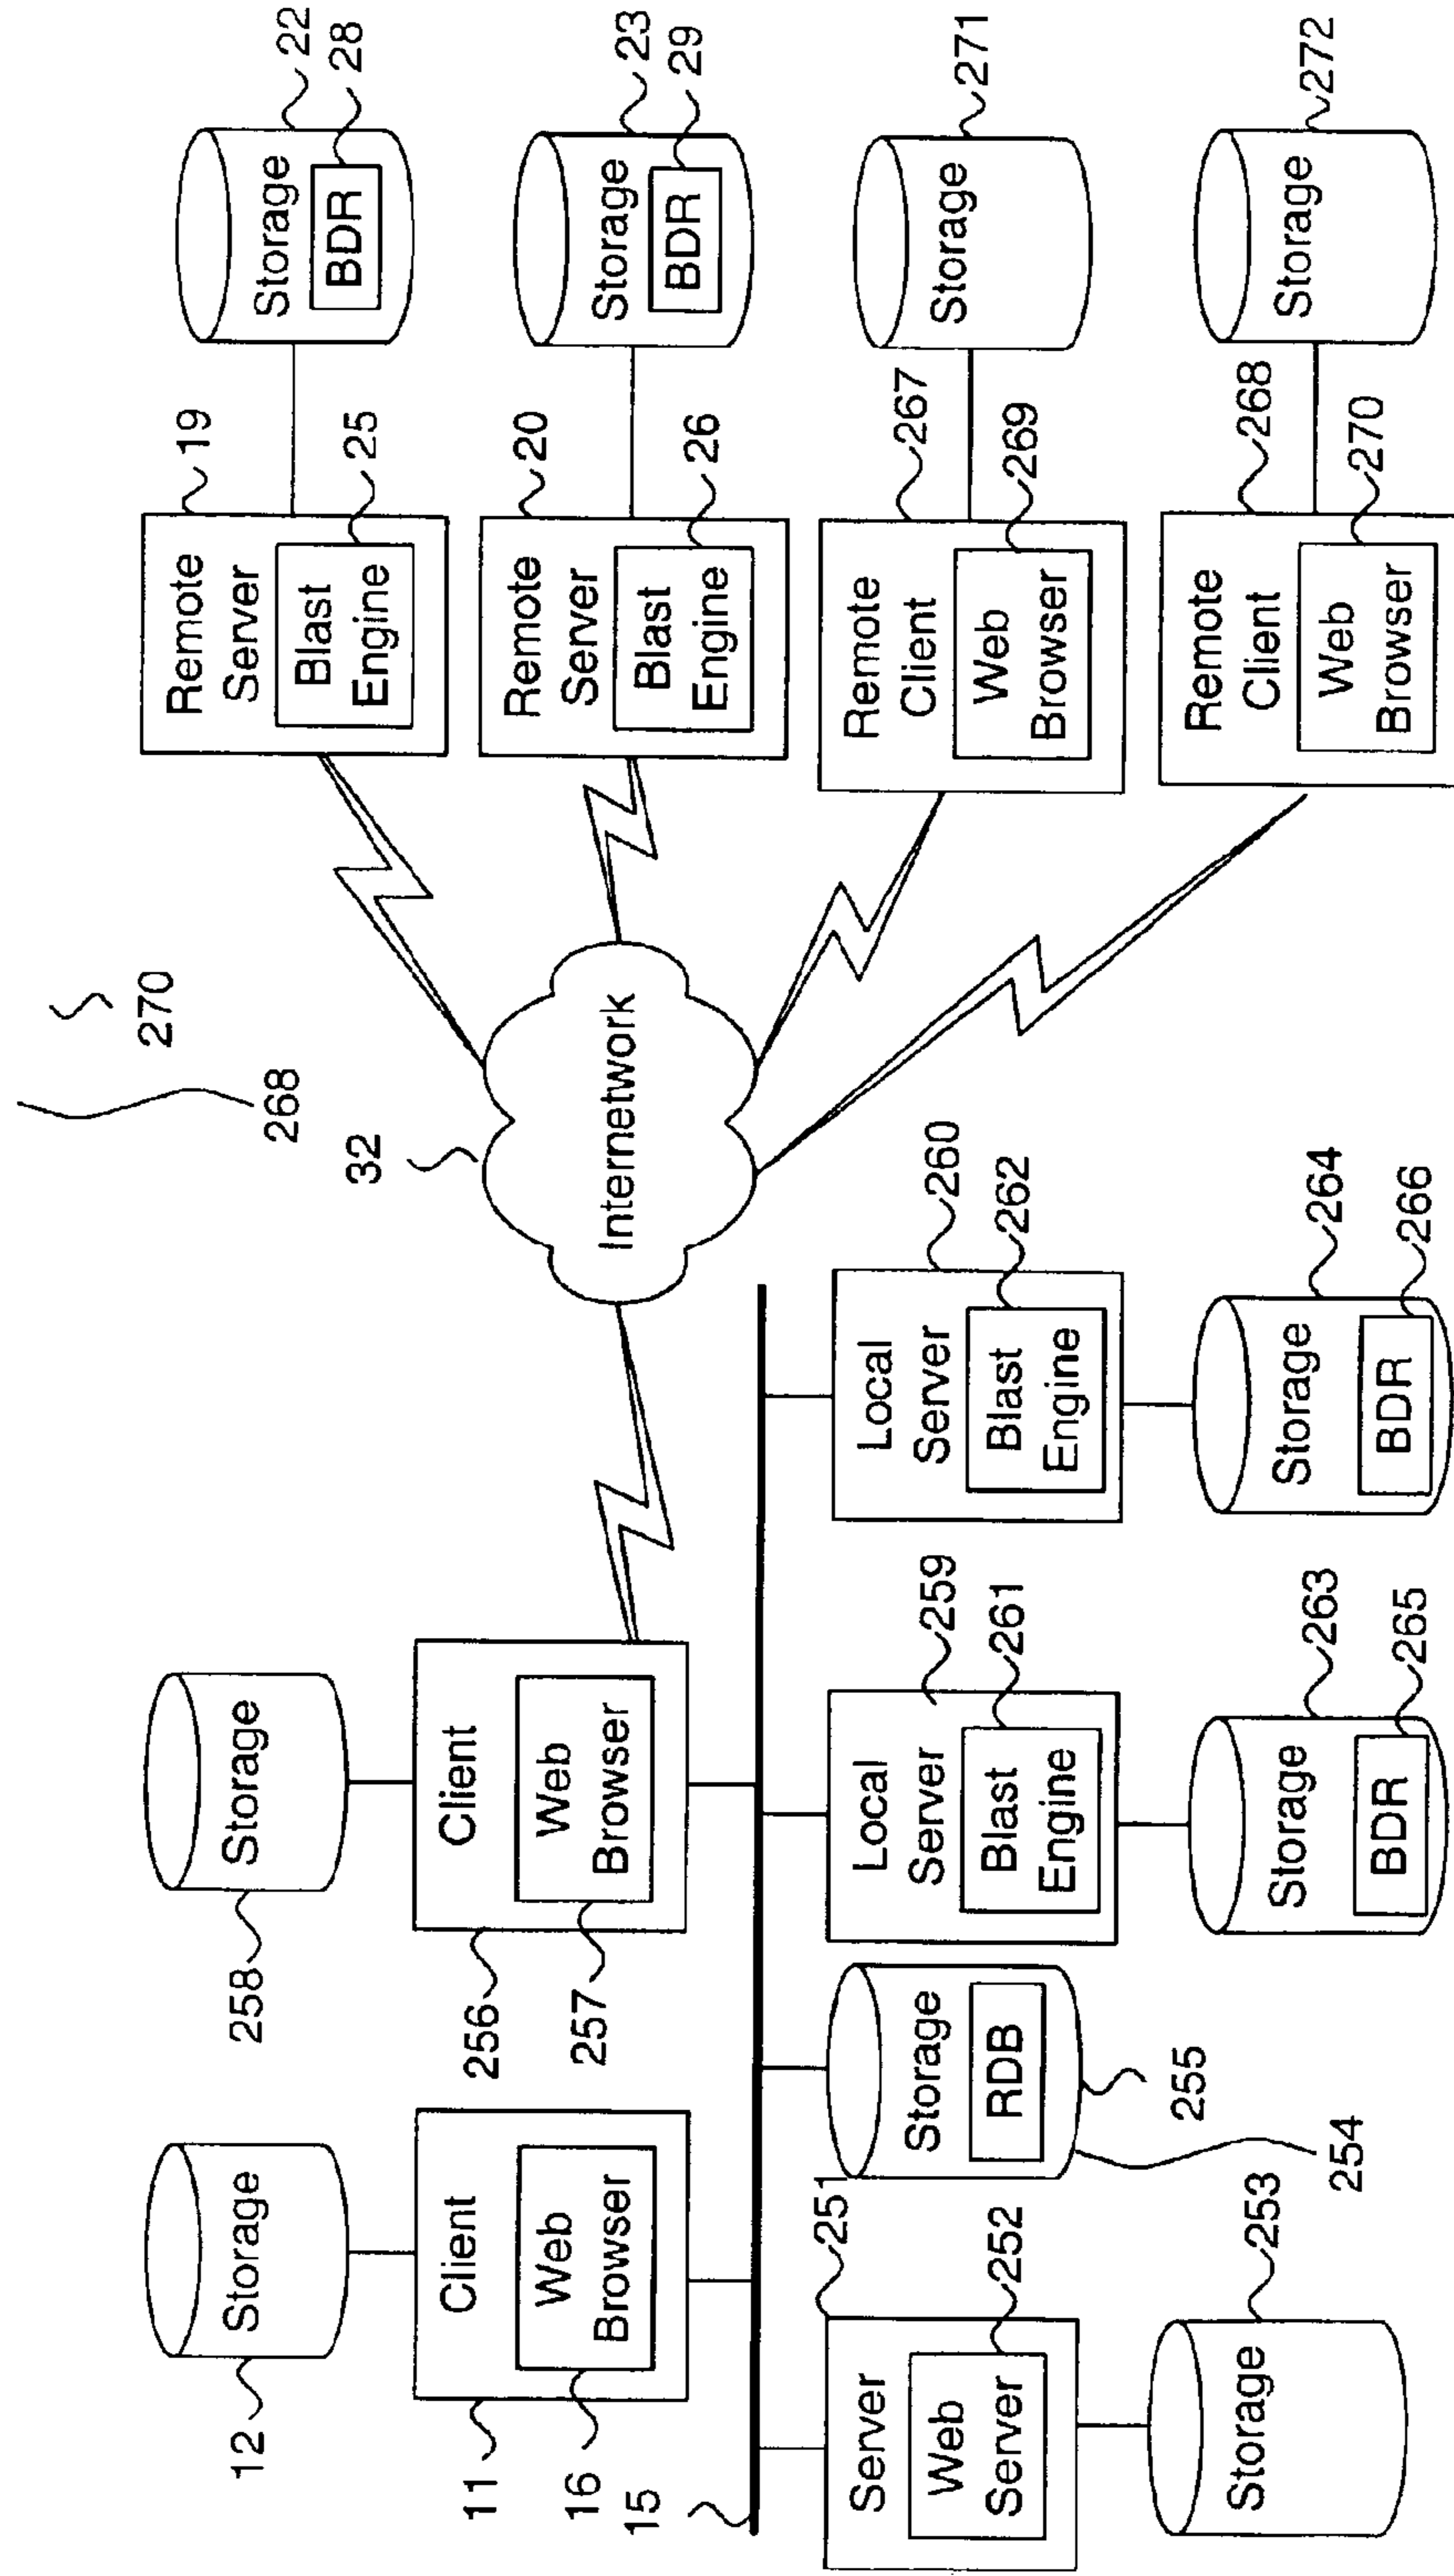 270
268
32
Internetwork
12
Storage
258
Storage
11
Client
16
Web
Browser
256
Client
257
Web
Browser
15
251
Server
252
Web
Server
253
Storage
254
255
Storage
RDB
259
Local
Server
261
Blast
Engine
263
Storage
265
BDR
260
Local
Server
262
Blast
Engine
264
Storage
266
BDR
19
Remote
Server
25
Blast
Engine
22
Storage
28
BDR
20
Remote
Server
26
Blast
Engine
23
Storage
29
BDR
267
Remote
Client
269
Web
Browser
271
Storage
268
Remote
Client
270
Web
Browser
272
Storage